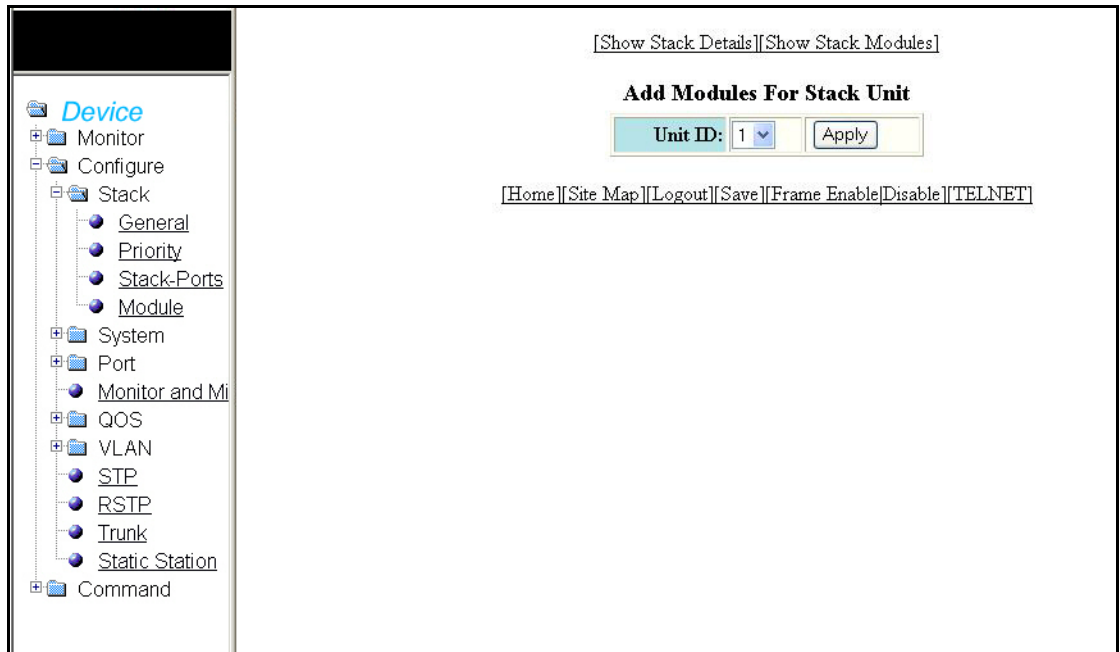 Device
Monitor
Configure
Stack
General
Priority
Stack-Ports
Module
System
Port
Monitor and Mi
QOS
VLAN
STP
RSTP
Trunk
Static Station
Command
[Show Stack Details][Show Stack Modules]
Add Modules For Stack Unit
Unit ID: 1 Apply
[Home][Site Map][Logout][Save][Frame Enable|Disable][TELNET]